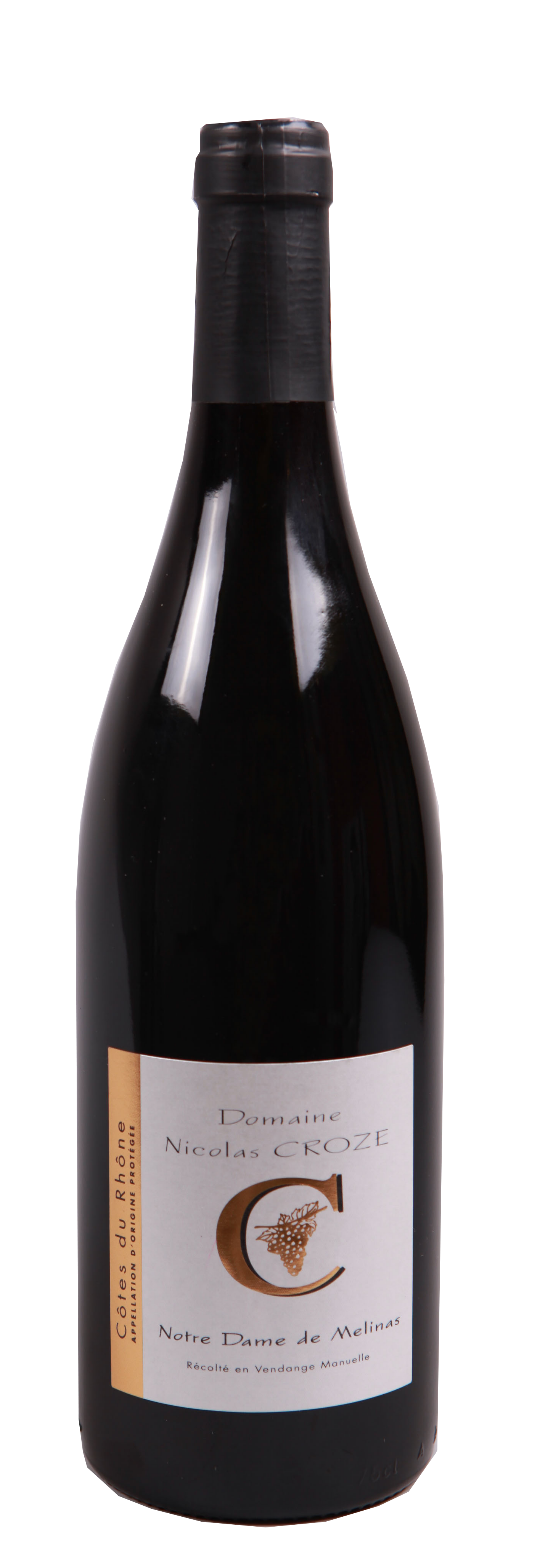 Domaine
Nicolas CROZE
C
Notre Dame de Melinas
Récolté en Vendange Manuelle
Côtes du Rhône
APPELLATION D'ORIGINE PROTÉGÉE